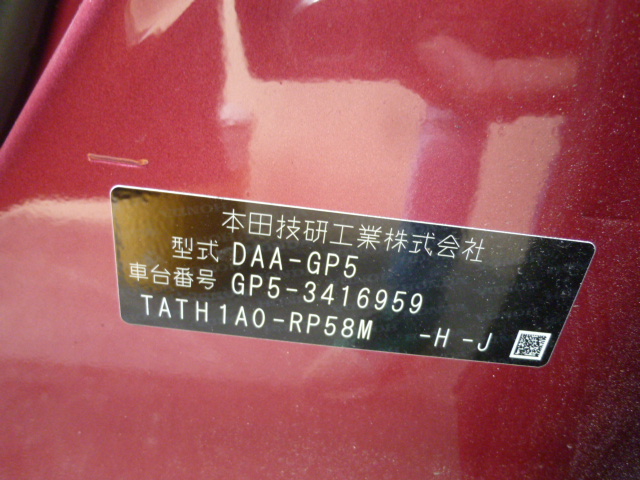 本田技研工業株式会社
型式 DAA-GP5
車台番号 GP5-3416959
TATH1A0-RP58M -H-J